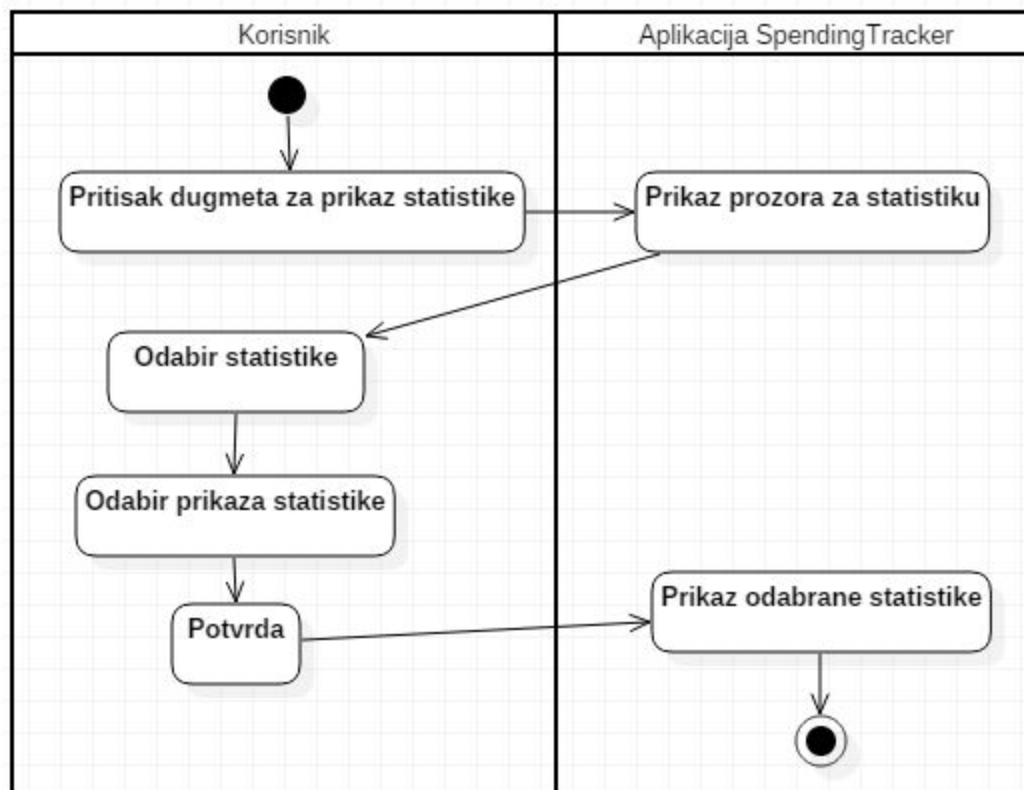 Korisnik
Aplikacija SpendingTracker
Pritisak dugmeta za prikaz statistike
Prikaz prozora za statistiku
Odabir statistike
Odabir prikaza statistike
Potvrda
Prikaz odabrane statistike